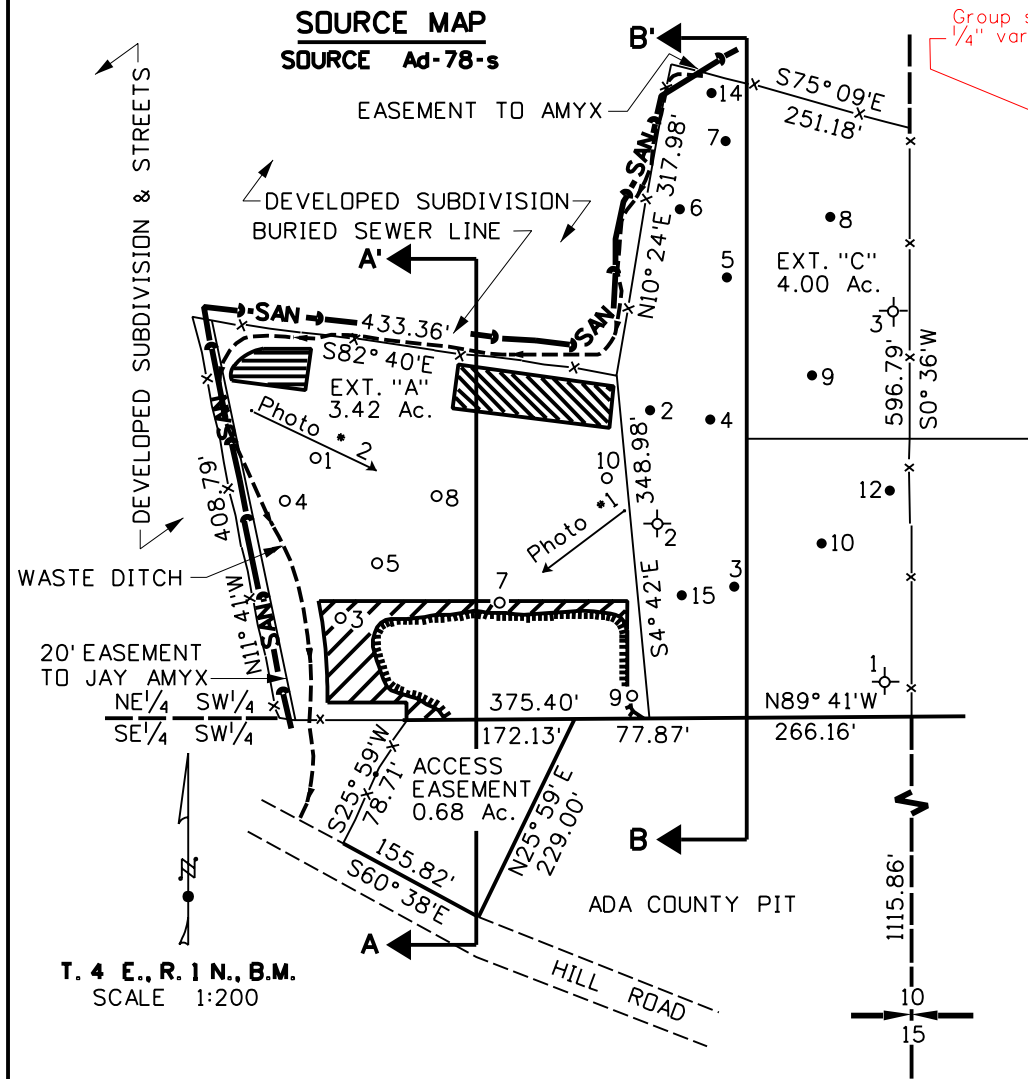 SOURCE MAP
SOURCE Ad-78-s
Group s
1/4" var
B'
EASEMENT TO AMYX
S75° 09'E
251.18'
14
7
6
5
8
EXT. "C"
4.00 Ac.
3
9
596.79'
S0° 36'W
DEVELOPED SUBDIVISION & STREETS
DEVELOPED SUBDIVISION
BURIED SEWER LINE
A'
SAN
SAN
317.98'
N10° 24'E
SAN
433.36'
SAN
S82° 40'E
EXT. "A"
3.42 Ac.
Photo # 2
SAN
408.79'
N11° 41'W
SAN
1
4
8
5
10
7
3
9
Photo #1
348.98'
S4° 42'E
2
4
2
15
3
12
10
1
WASTE DITCH
20' EASEMENT
TO JAY AMYX
NE1/4 SW1/4
SE1/4 SW1/4
375.40'
172.13'
77.87'
N89° 41'W
266.16'
S25° 59'W
78.71'
ACCESS
EASEMENT
0.68 Ac.
N25° 59'E
229.00'
155.82'
S60° 38'E
B
ADA COUNTY PIT
1115.86'
A
HILL ROAD
N
T. 4 E., R. 1 N., B.M.
SCALE 1:200
10
15